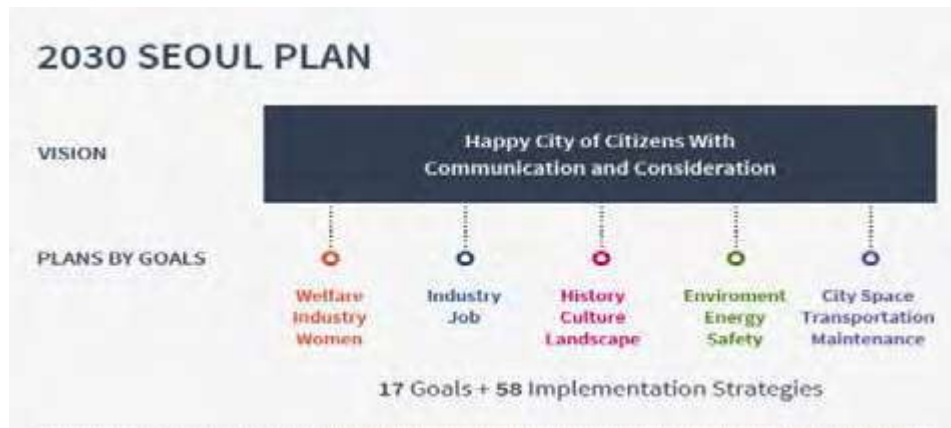 2030 SEOUL PLAN
VISION
Happy City of Citizens With
Communication and Consideration
PLANS BY GOALS
Welfare
Industry
Women
Industry
Job
History
Culture
Landscape
Enviroment
Energy
Safety
City Space
Transportation
Maintenance
17 Goals + 58 Implementation Strategies